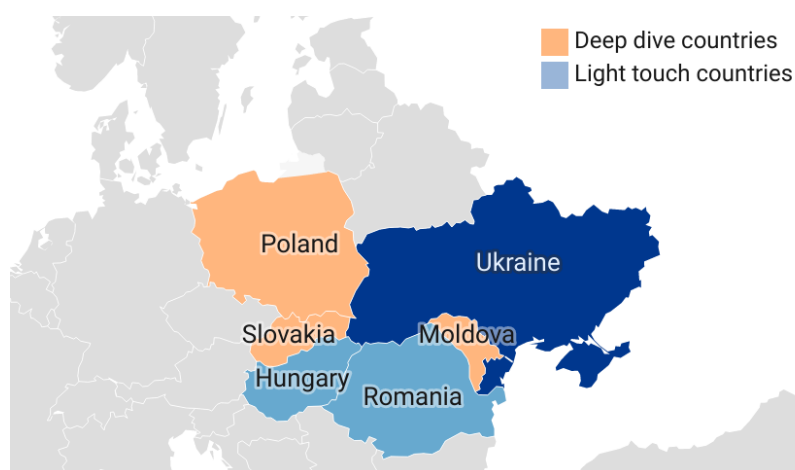 Deep dive countries
Light touch countries
Poland
Ukraine
Slovakia
Moldova
Hungary
Romania